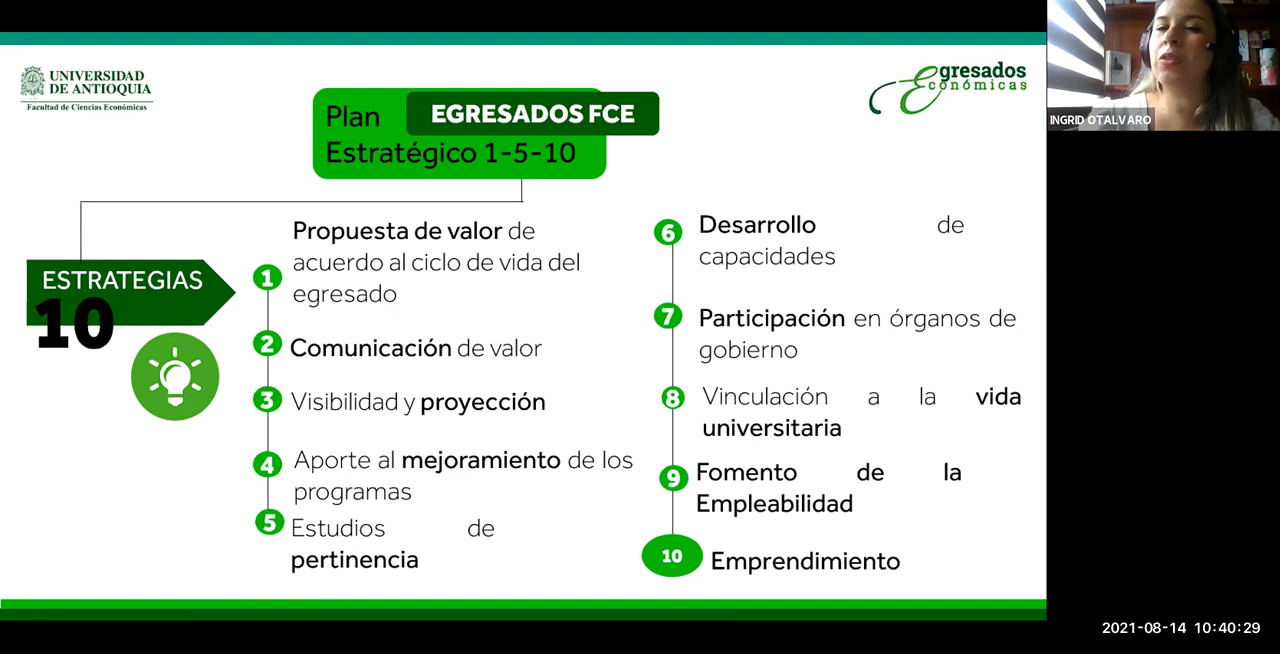 UNIVERSIDAD
DE ANTIOQUIA
Facultad de Ciencias Económicas
Plan EGRESADOS FCE
Estratégico 1-5-10
Egresados
Económicas
INGRID OTALVARO
ESTRATEGIAS
10
1 Propuesta de valor de
acuerdo al ciclo de vida del
egresado
2 Comunicación de valor
3 Visibilidad y proyección
4 Aporte al mejoramiento de los
programas
5 Estudios de
pertinencia
6 Desarrollo de
capacidades
7 Participación en órganos de
gobierno
8 Vinculación a la vida
universitaria
9 Fomento de la
Empleabilidad
10 Emprendimiento
2021-08-14 10:40:29